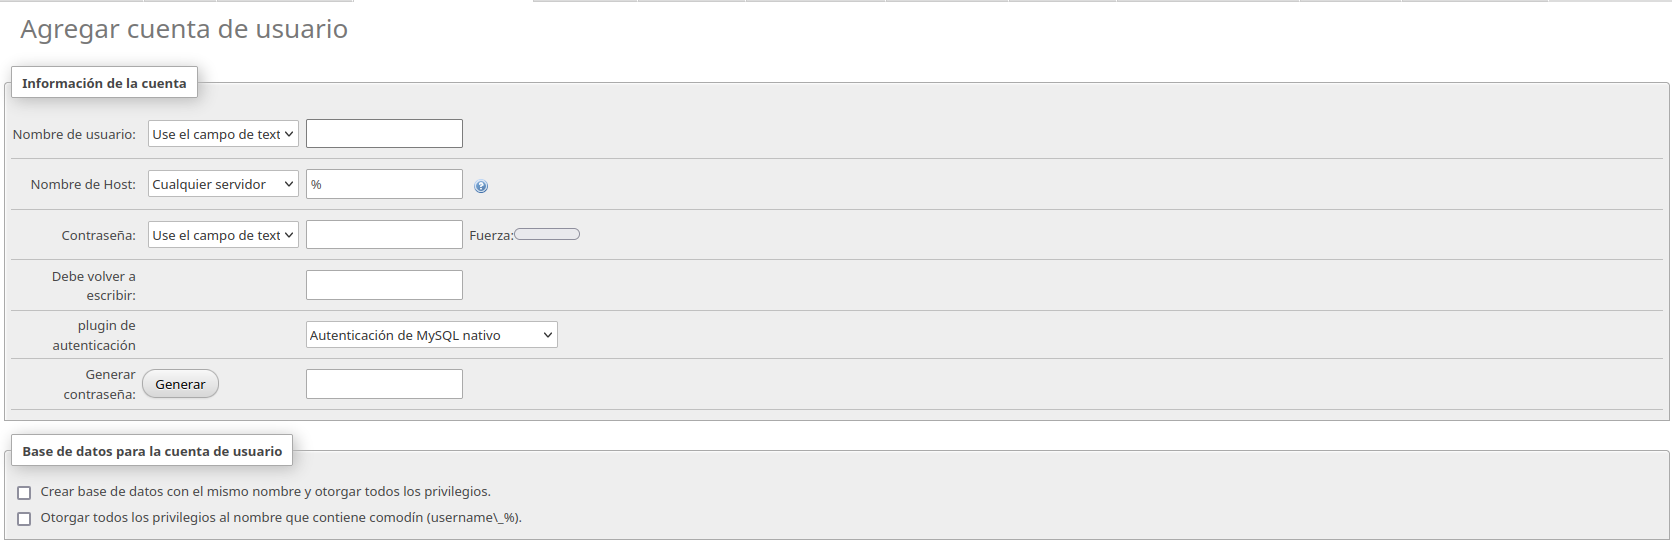 Agregar cuenta de usuario
Información de la cuenta
Nombre de usuario: Use el campo de text
Nombre de Host: Cualquier servidor %
Contraseña: Use el campo de text Fuerza:
Debe volver a
escribir:
plugin de
autenticación Autenticación de MySQL nativo
Generar
contraseña: Generar
Base de datos para la cuenta de usuario
Crear base de datos con el mismo nombre y otorgar todos los privilegios.
Otorgar todos los privilegios al nombre que contiene comodín (username\_%).